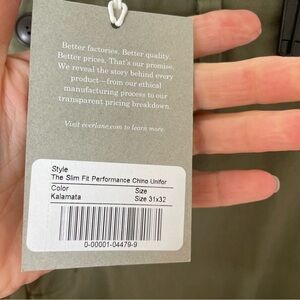 Better factories. Better quality.
Better prices. That's our promise.
We reveal the story behind every
product—from our ethical
manufacturing process to our
transparent pricing breakdown.
Visit everlane.com to learn more.
Style
The Slim Fit Performance Chino Unifor
Color Size
Kalamata Size 31x32
0-00001-04479-9